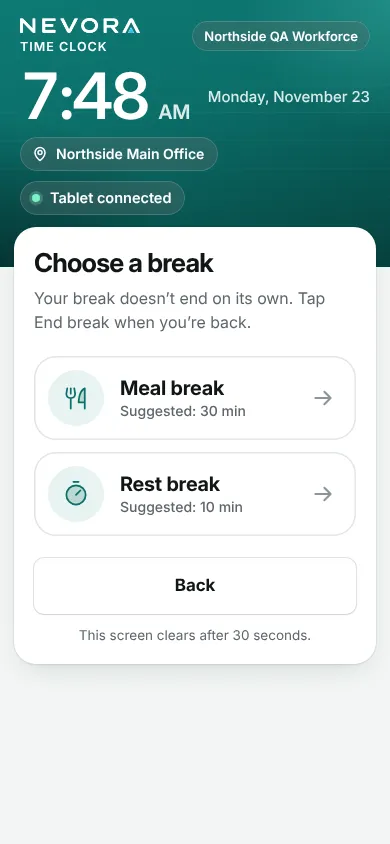 NEVORA
TIME CLOCK
Northside QA Workforce
7:48 AM
Monday, November 23
Northside Main Office
Tablet connected
Choose a break
Your break doesn’t end on its own. Tap
End break when you’re back.
Meal break
Suggested: 30 min
Rest break
Suggested: 10 min
Back
This screen clears after 30 seconds.